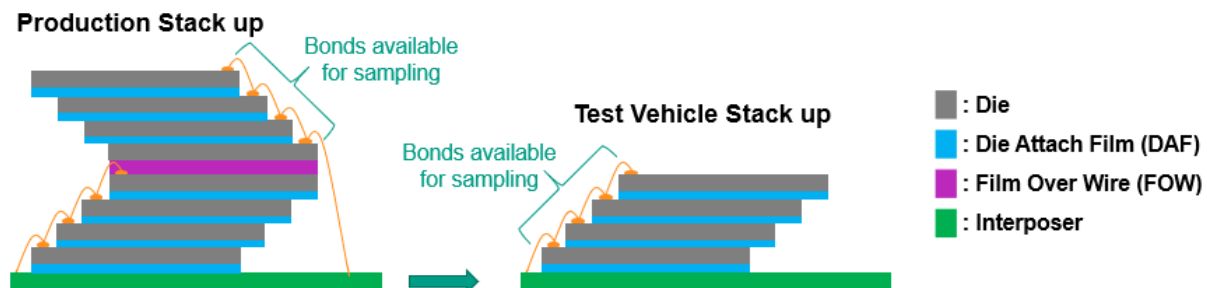 Production Stack up
Bonds available
for sampling
Test Vehicle Stack up
Bonds available
for sampling
: Die
: Die Attach Film (DAF)
: Film Over Wire (FOW)
: Interposer